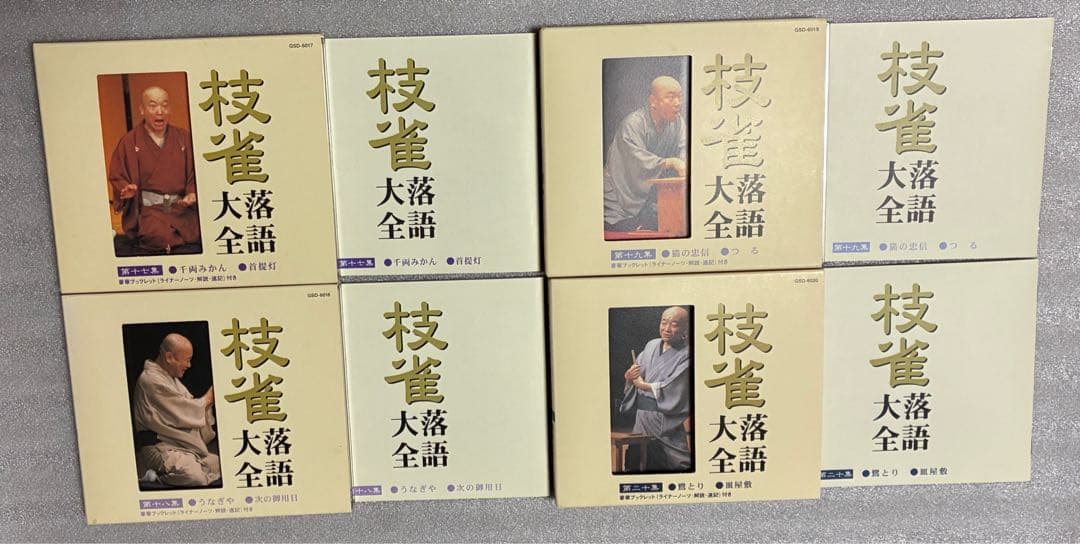 GSD-6017
枝雀
落語
大全
第十七集 ●千両みかん ●首提灯
豪華ブックレット(ライナーノーツ・解説・速記)付き
枝雀
落語
大全
第十七集 ●千両みかん ●首提灯
GSD-6019
枝雀
落語
大全
第十九集 ●猫の忠信 ●つる
豪華ブックレット(ライナーノーツ・解説・速記)付き
枝雀
落語
大全
第十九集 ●猫の忠信 ●つる
GSD-6018
枝雀
落語
大全
第十八集 ●うなぎや ●次の御用日
豪華ブックレット(ライナーノーツ・解説・速記)付き
枝雀
落語
大全
第十八集 ●うなぎや ●次の御用日
GSD-6020
枝雀
落語
大全
第二十集 ●鷺とり ●皿屋敷
豪華ブックレット(ライナーノーツ・解説・速記)付き
枝雀
落語
大全
第二十集 ●鷺とり ●皿屋敷